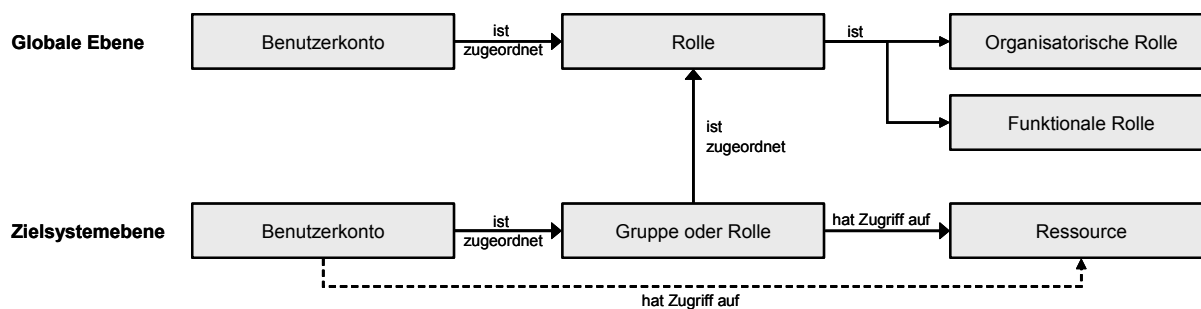 Globale Ebene
Benutzerkonto
ist
zugeordnet
Rolle
ist
Organisatorische Rolle
Funktionale Rolle
ist
zugeordnet
Zielsystemebene
Benutzerkonto
ist
zugeordnet
Gruppe oder Rolle
hat Zugriff auf
Ressource
hat Zugriff auf